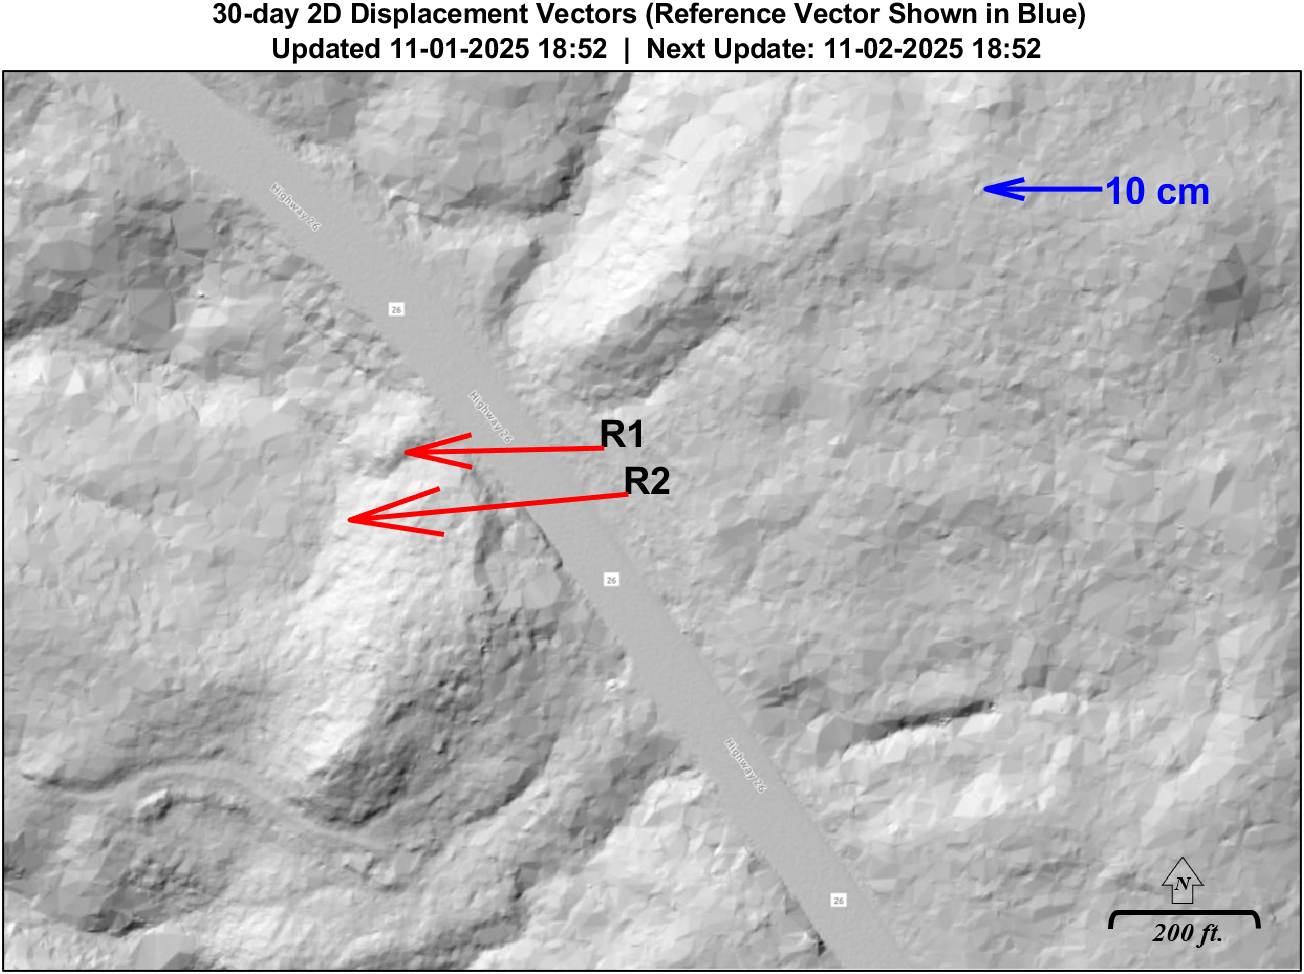 30-day 2D Displacement Vectors (Reference Vector Shown in Blue)
Updated 11-01-2025 18:52 | Next Update: 11-02-2025 18:52
10 cm
Highway 26
26
Highway 26
R1
R2
26
Highway 26
26
N
200 ft.